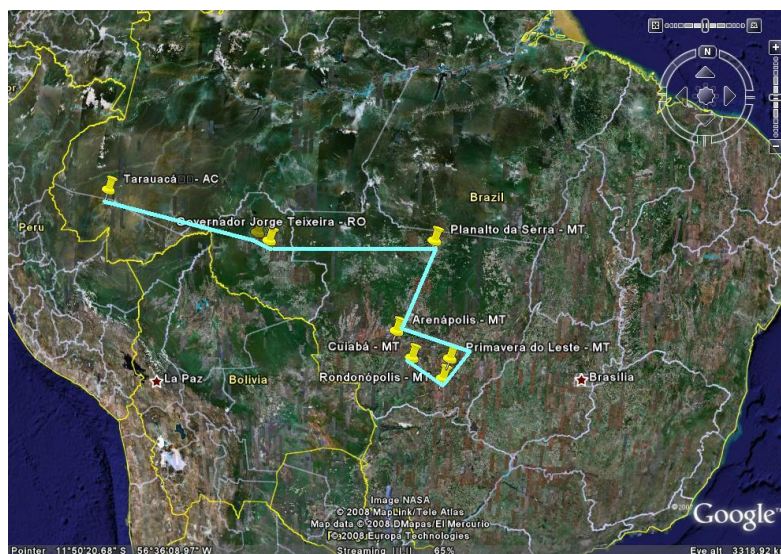 N
Tarauacá - AC
Brazil
Governador Jorge Teixeira - RO
Planalto da Serra - MT
Peru
Arenápolis - MT
Cuiabá - MT
Primavera do Leste - MT
La Paz
Bolivia
Rondonópolis - MT
Brasília
Image NASA
© 2008 MapLink/Tele Atlas
Map data © 2008 DMapas/El Mercurio
© 2008 Europa Technologies
Google
Pointer 11°50'20.68" S 56°36'08.97" W
Streaming 65%
Eye alt 3318.92